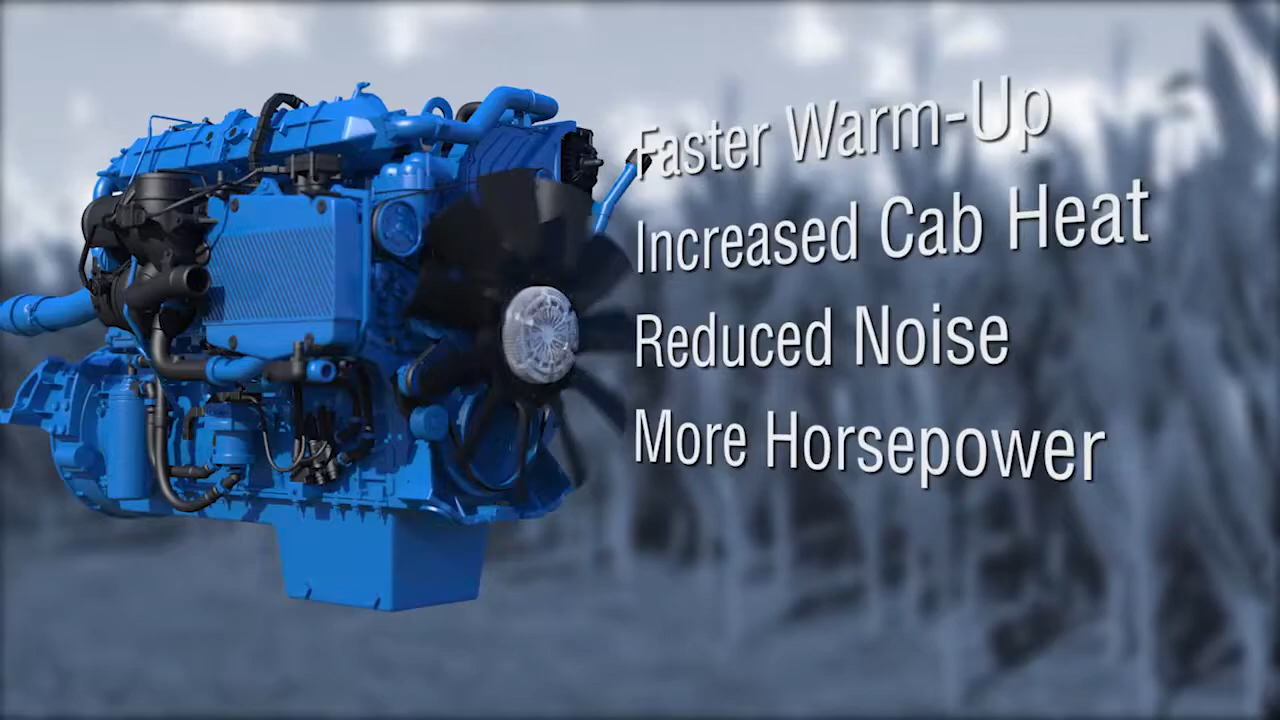 Faster Warm-Up
Increased Cab Heat
Reduced Noise
More Horsepower